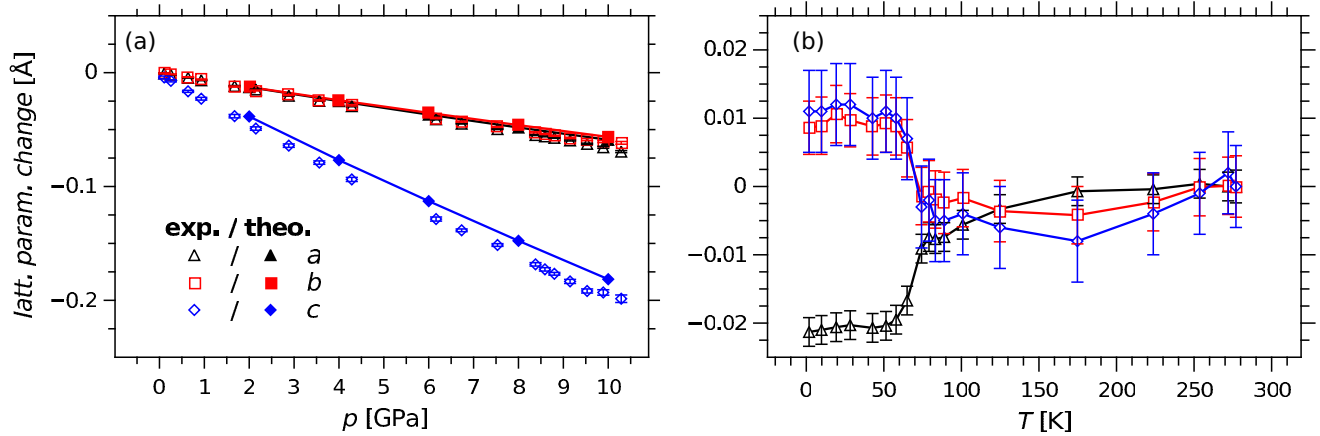 (a)
latt. param. change [Å]
0
−0.1
−0.2
exp. / theo.
/ a
/ b
/ c
0 1 2 3 4 5 6 7 8 9 10
p [GPa]
(b)
0.02
0.01
0
−0.01
−0.02
0 50 100 150 200 250 300
T [K]